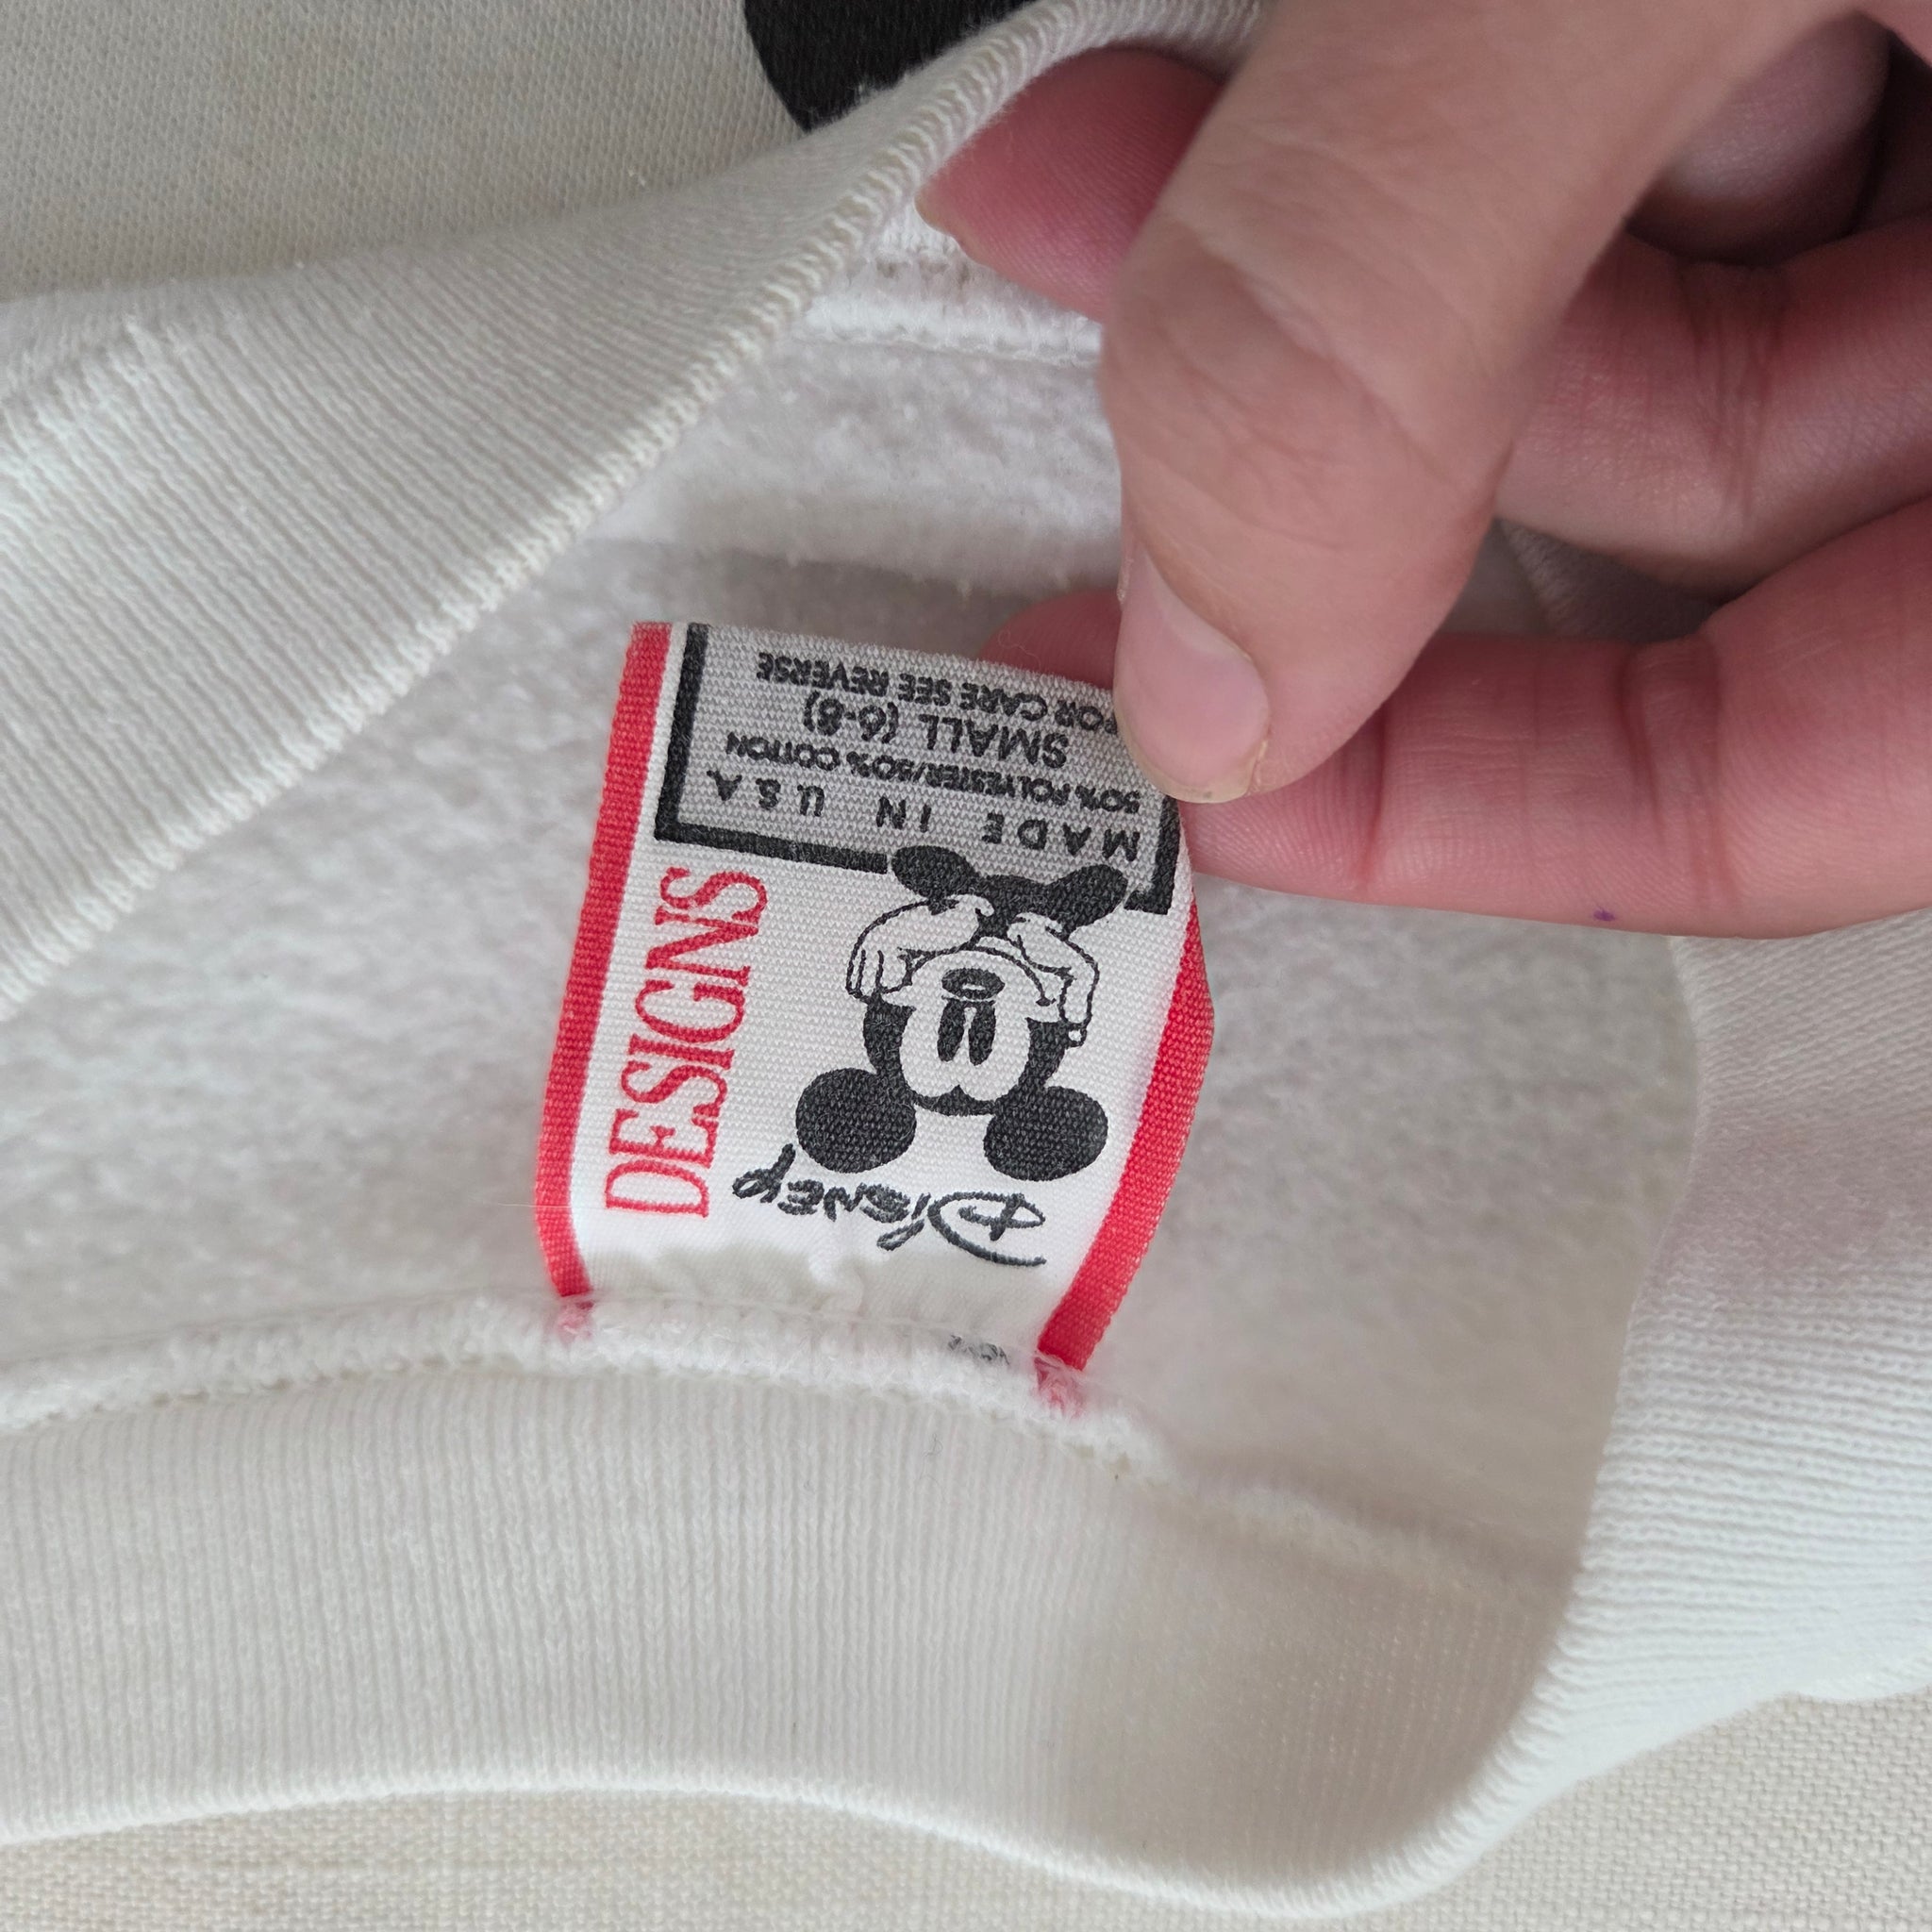 Disney
DESIGNS
MADE IN U.S.A.
50% POLYESTER/50% COTTON
SMALL (6-8)
FOR CARE SEE REVERSE